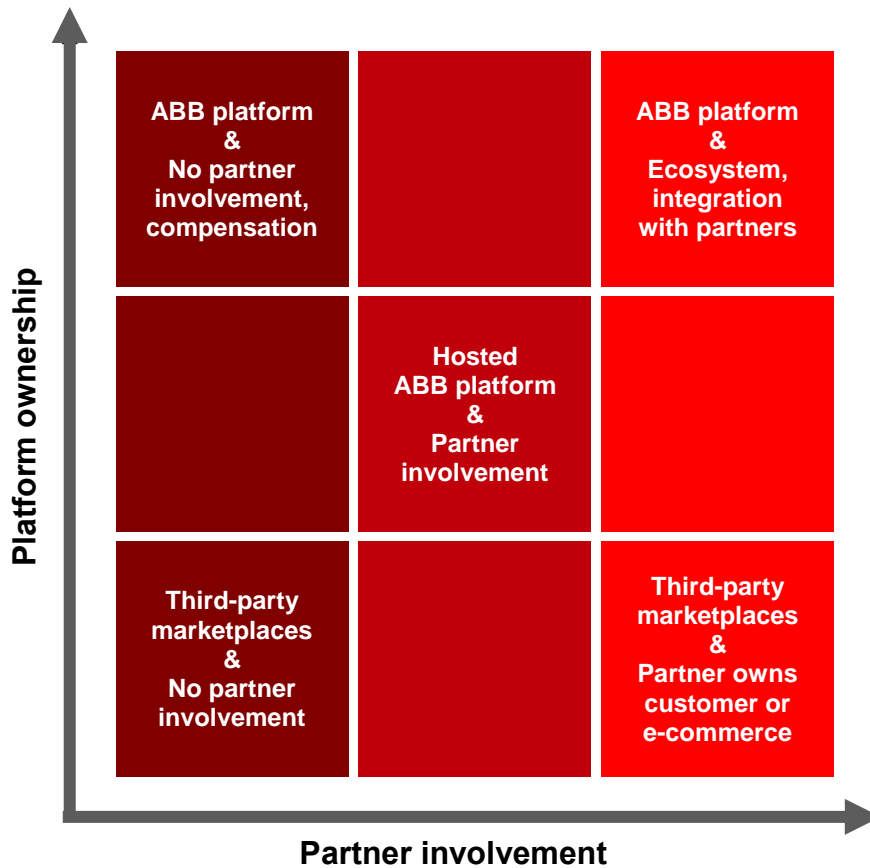 ABB platform
&
No partner
involvement,
compensation
ABB platform
&
Ecosystem,
integration
with partners
Hosted
ABB platform
&
Partner
involvement
Third-party
marketplaces
&
No partner
involvement
Third-party
marketplaces
&
Partner owns
customer or
e-commerce
Platform ownership
Partner involvement